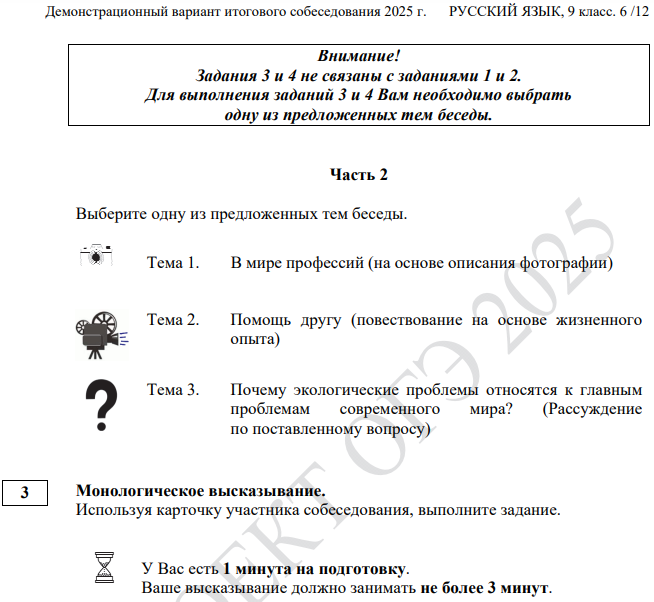 Демонстрационный вариант итогового собеседования 2025 г. РУССКИЙ ЯЗЫК, 9 класс. 6 /12
Внимание!
Задания 3 и 4 не связаны с заданиями 1 и 2.
Для выполнения заданий 3 и 4 Вам необходимо выбрать
одну из предложенных тем беседы.
Часть 2
Выберите одну из предложенных тем беседы.
Тема 1. В мире профессий (на основе описания фотографии)
Тема 2. Помощь другу (повествование на основе жизненного
опыта)
Тема 3. Почему экологические проблемы относятся к главным
проблемам современного мира? (Рассуждение
по поставленному вопросу)
3 Монологическое высказывание.
Используя карточку участника собеседования, выполните задание.
У Вас есть 1 минута на подготовку.
Ваше высказывание должно занимать не более 3 минут.
ЕКТ ОГЭ 2025